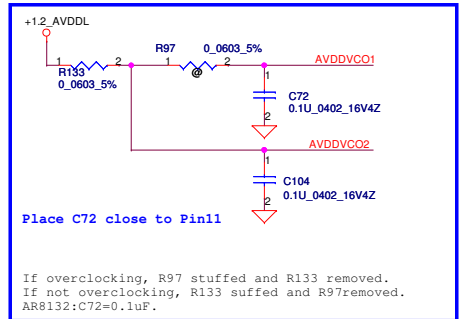 +1.2_AVDDL
R97 0_0603_5%
1 2 1 2 AVDDVCO1
R133 @ 1
0_0603_5%
C72
0.1U_0402_16V4Z
2
AVDDVCO2
1
C104
0.1U_0402_16V4Z
2
Place C72 close to Pin11
If overclocking, R97 stuffed and R133 removed.
If not overclocking, R133 suffed and R97removed.
AR8132:C72=0.1uF.